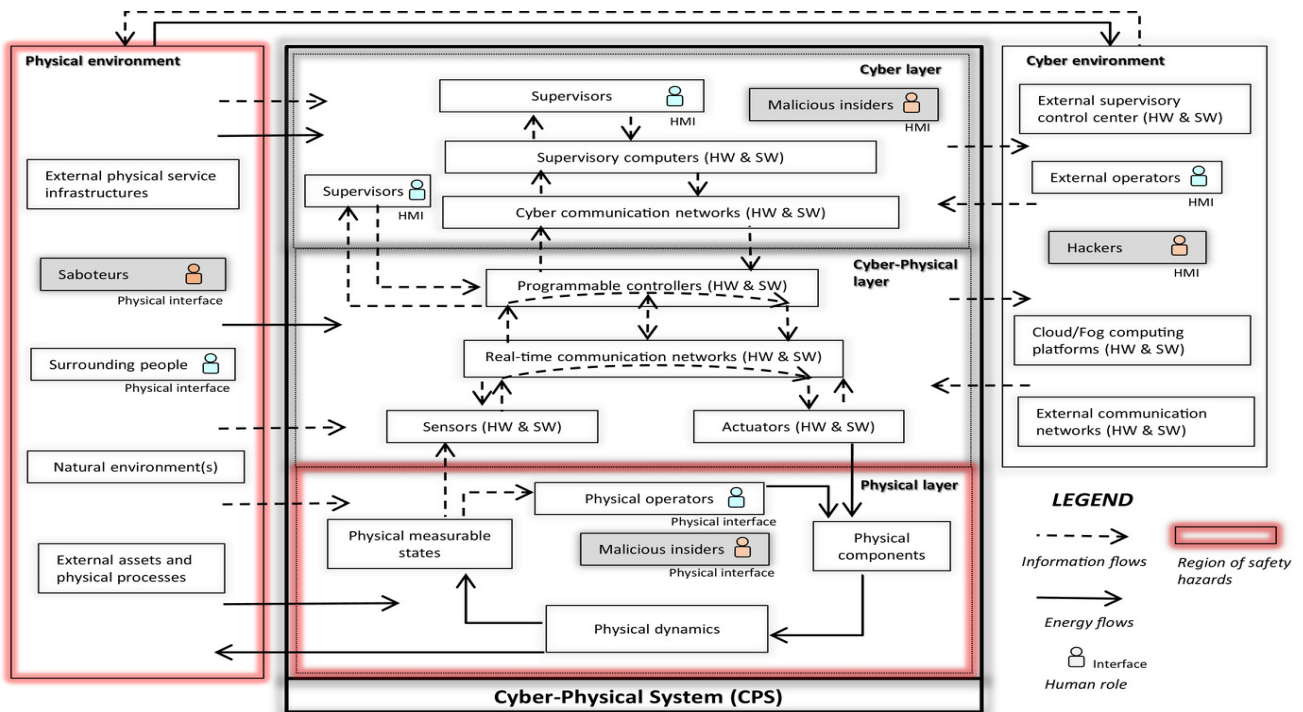 Physical environment
External physical service
infrastructures
Saboteurs
Physical interface
Surrounding people
Physical interface
Natural environment(s)
External assets and
physical processes
Cyber layer
Supervisors
HMI
Malicious insiders
HMI
Supervisory computers (HW & SW)
Supervisors
HMI
Cyber communication networks (HW & SW)
Cyber-Physical
layer
Programmable controllers (HW & SW)
Real-time communication networks (HW & SW)
Sensors (HW & SW)
Actuators (HW & SW)
Physical layer
Physical operators
Physical interface
Physical measurable
states
Malicious insiders
Physical interface
Physical
components
Physical dynamics
Cyber-Physical System (CPS)
Cyber environment
External supervisory
control center (HW & SW)
External operators
HMI
Hackers
HMI
Cloud/Fog computing
platforms (HW & SW)
External communication
networks (HW & SW)
LEGEND
Information flows
Region of safety
hazards
Energy flows
Interface
Human role